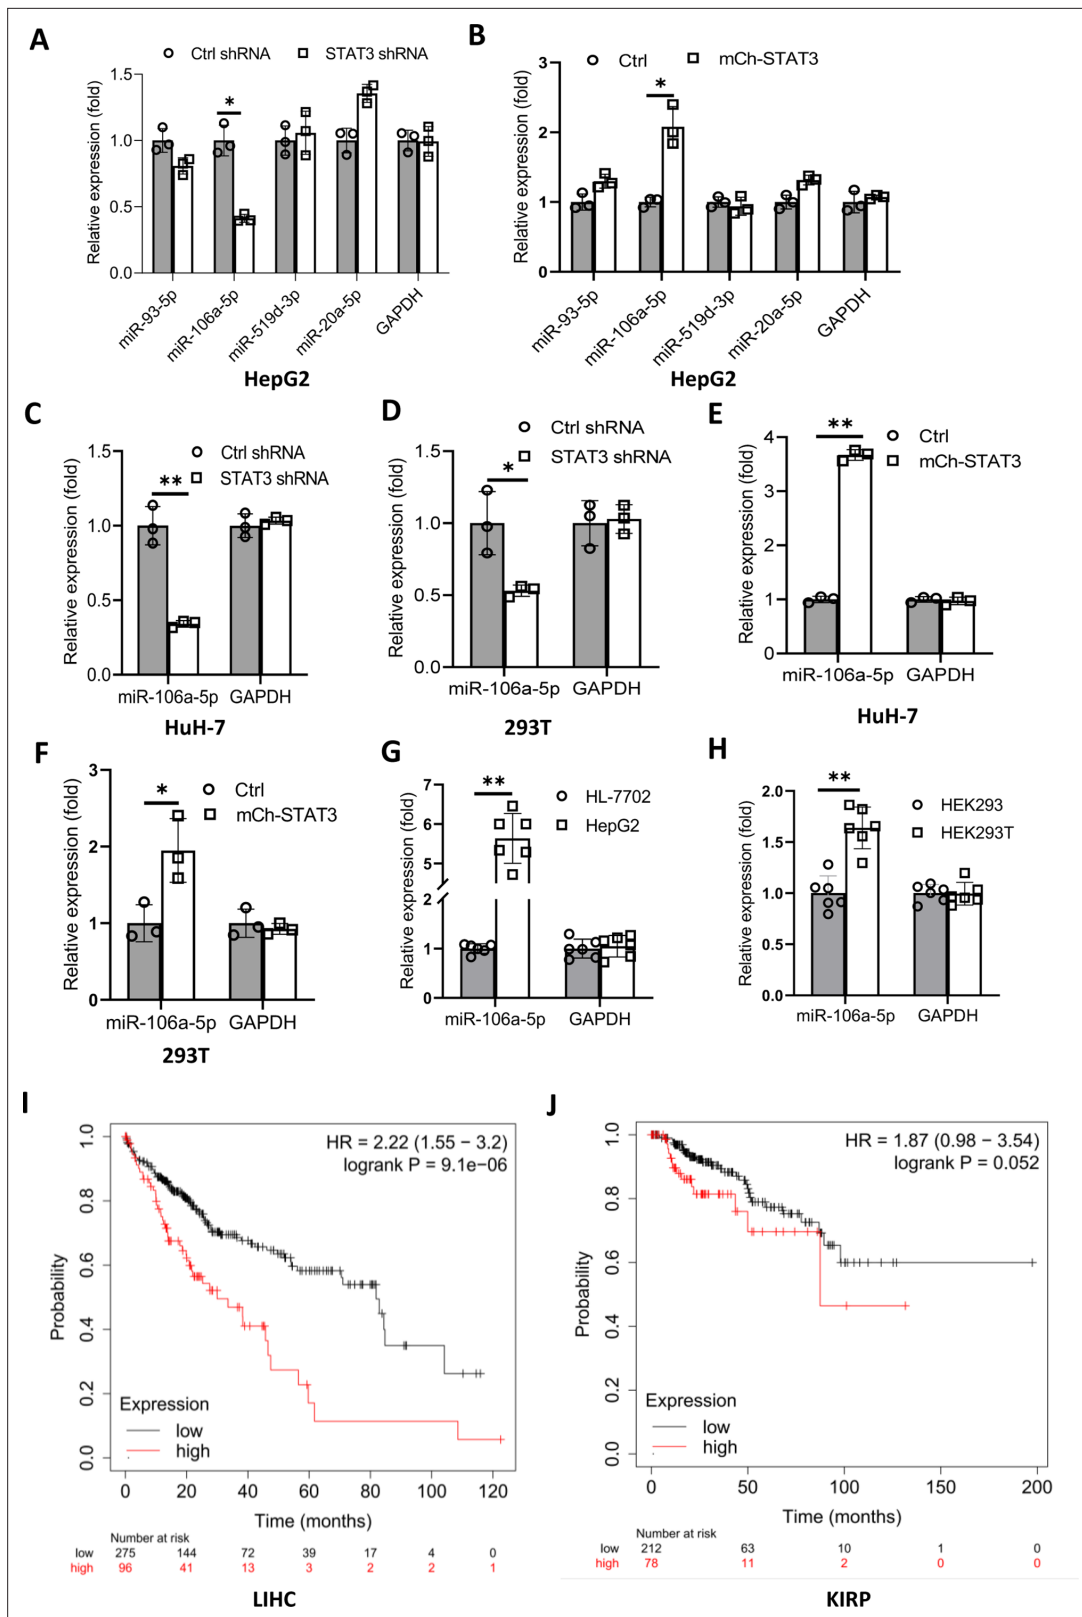 A
Ctrl shRNA STAT3 shRNA
Relative expression (fold)
1.5
1.0
0.5
0.0
*
miR-93-5p
miR-106a-5p
miR-519d-3p
miR-20a-5p
GAPDH
HepG2
B
Ctrl mCh-STAT3
Relative expression (fold)
3
2
1
0
*
miR-93-5p
miR-106a-5p
miR-519d-3p
miR-20a-5p
GAPDH
HepG2
C
Ctrl shRNA
STAT3 shRNA
Relative expression (fold)
1.5
1.0
0.5
0.0
**
miR-106a-5p GAPDH
HuH-7
D
Ctrl shRNA
STAT3 shRNA
Relative expression (fold)
1.5
1.0
0.5
0.0
*
miR-106a-5p GAPDH
293T
E
Ctrl
mCh-STAT3
Relative expression (fold)
4
3
2
1
0
**
miR-106a-5p GAPDH
HuH-7
F
Ctrl
mCh-STAT3
Relative expression (fold)
3
2
1
0
*
miR-106a-5p GAPDH
293T
G
HL-7702
HepG2
Relative expression (fold)
7
6
5
2
1
0
**
miR-106a-5p GAPDH
H
HEK293
HEK293T
Relative expression (fold)
2.0
1.5
1.0
0.5
0.0
**
miR-106a-5p GAPDH
I
HR = 2.22 (1.55 − 3.2)
logrank P = 9.1e−06
Probability
1.0
0.8
0.6
0.4
0.2
0.0
Expression
low
high
0 20 40 60 80 100 120
Time (months)
Number at risk
low 275 144 72 39 17 4 0
high 96 41 13 3 2 2 1
LIHC
J
HR = 1.87 (0.98 − 3.54)
logrank P = 0.052
Probability
1.0
0.8
0.6
0.4
0.2
0.0
Expression
low
high
0 50 100 150 200
Time (months)
Number at risk
low 212 63 10 1 0
high 78 11 2 0 0
KIRP